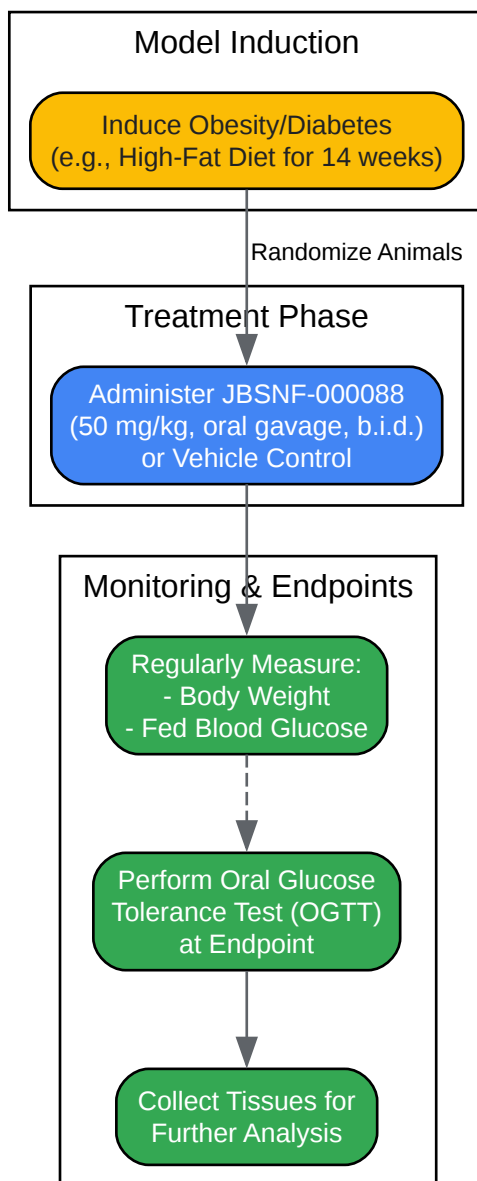 Model Induction
Induce Obesity/Diabetes
(e.g., High-Fat Diet for 14 weeks)
Randomize Animals
Treatment Phase
Administer JBSNF-000088
(50 mg/kg, oral gavage, b.i.d.)
or Vehicle Control
Monitoring & Endpoints
Regularly Measure:
- Body Weight
- Fed Blood Glucose
Perform Oral Glucose
Tolerance Test (OGTT)
at Endpoint
Collect Tissues for
Further Analysis